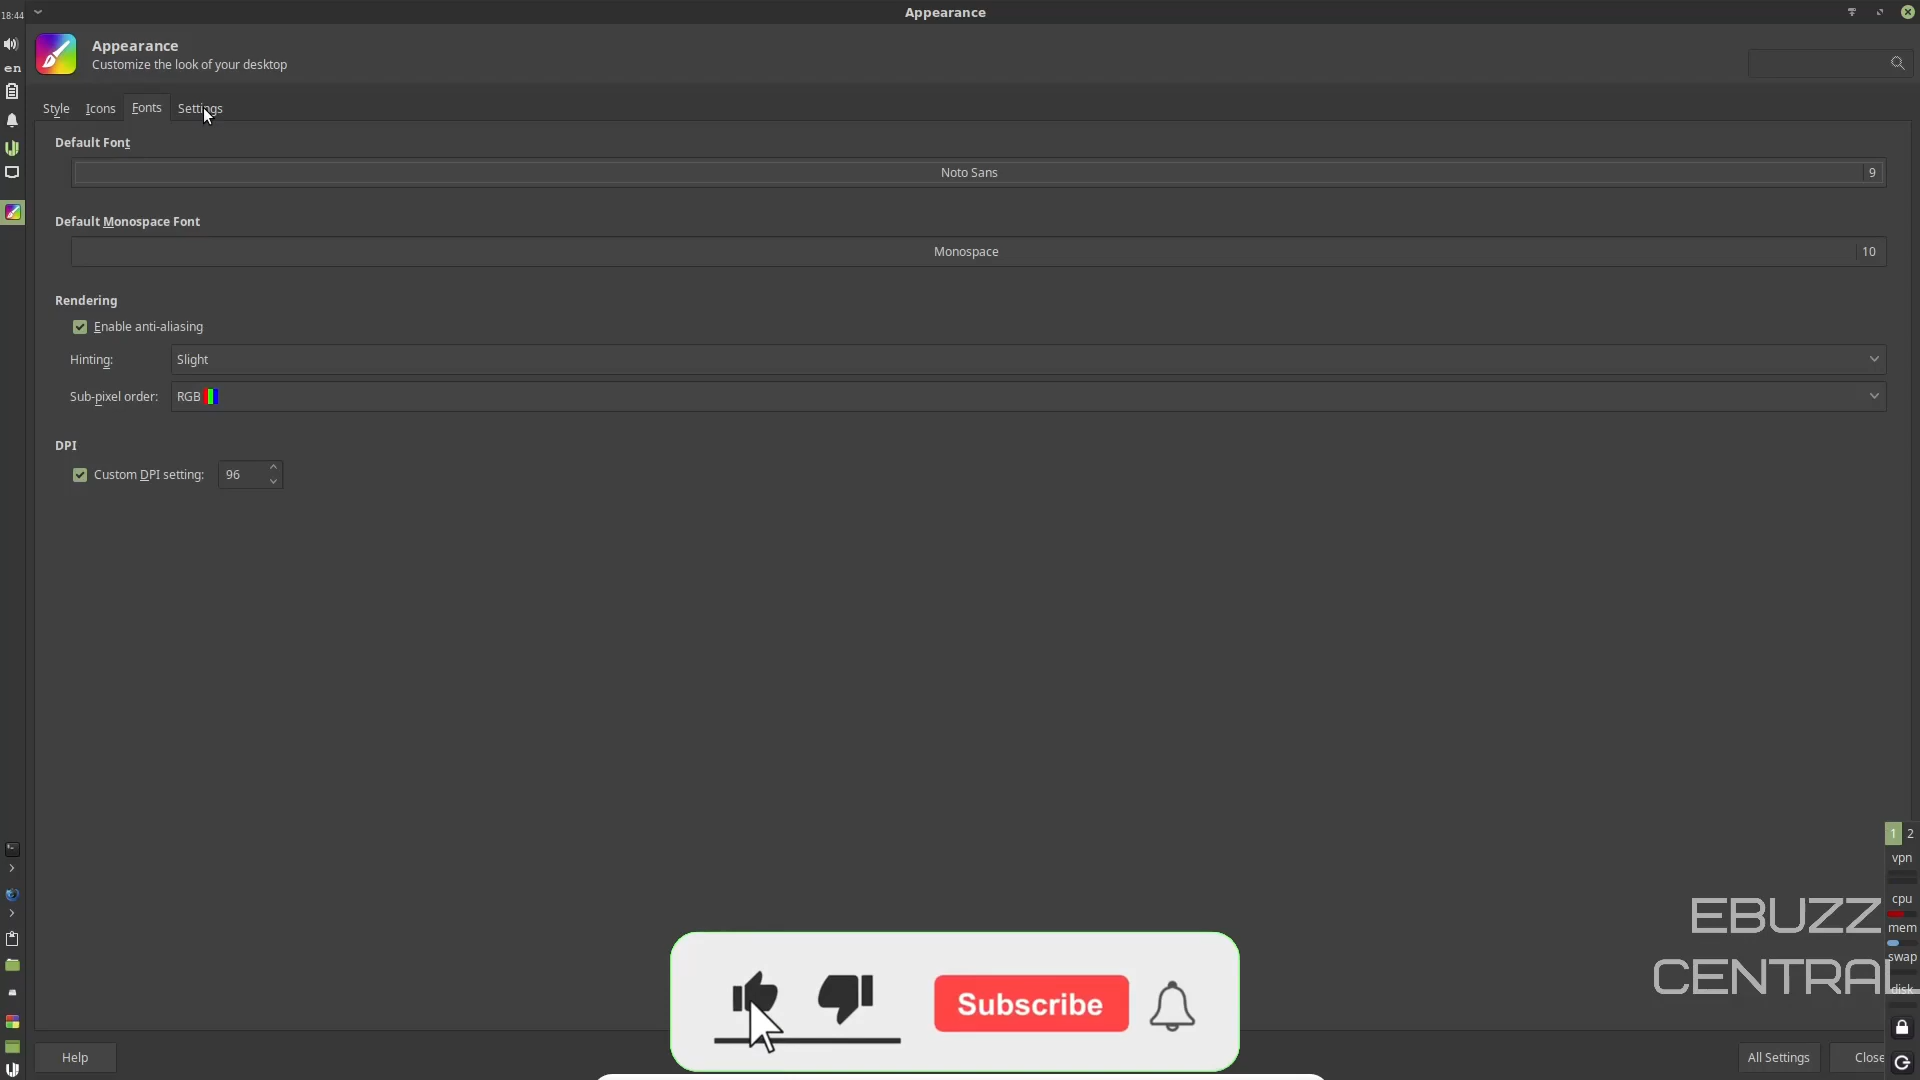 18:44
Appearance
Appearance
Customize the look of your desktop
en
Style Icons Fonts Settings
Default Font
Noto Sans 9
Default Monospace Font
Monospace 10
Rendering
Enable anti-aliasing
Hinting: Slight
Sub-pixel order: RGB
DPI
Custom DPI setting: 96
1 2
vpn
cpu
mem
swap
disk
EBUZZ
CENTRAL
Subscribe
Help
All Settings
Close